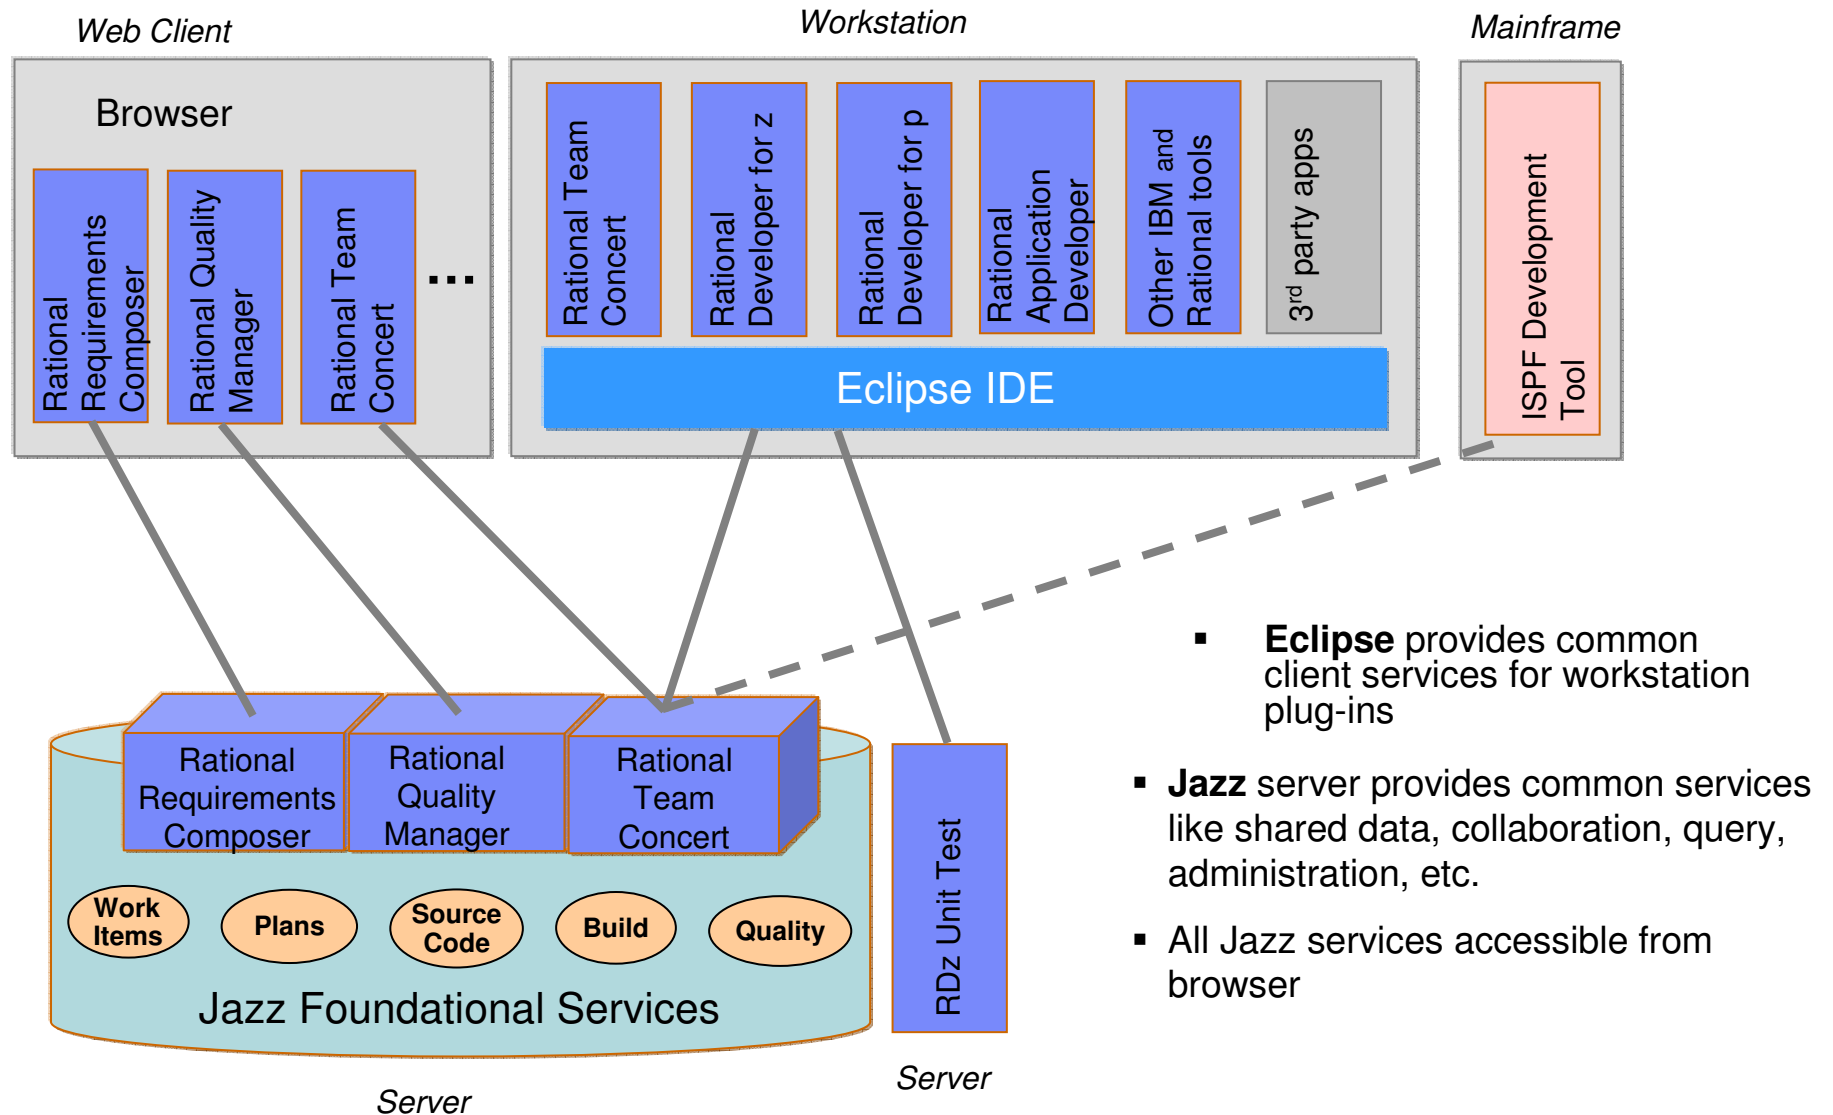 Web Client
Workstation
Mainframe
Browser
Rational
Requirements
Composer
Rational Quality
Manager
Rational Team
Concert
...
Rational Team
Concert
Rational
Developer for z
Rational
Developer for p
Rational
Application
Developer
Other IBM and
Rational tools
3rd party apps
Eclipse IDE
ISPF Development
Tool
Rational
Requirements
Composer
Rational
Quality
Manager
Rational
Team
Concert
Work
Items
Plans
Source
Code
Build
Quality
Jazz Foundational Services
Server
RDz Unit Test
Server
▪ Eclipse provides common
client services for workstation
plug-ins
▪ Jazz server provides common services
like shared data, collaboration, query,
administration, etc.
▪ All Jazz services accessible from
browser